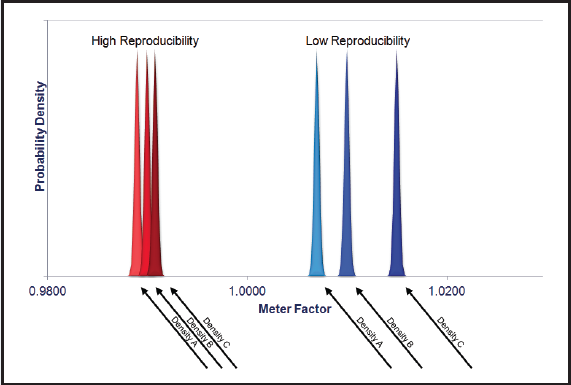 High Reproducibility
Low Reproducibility
Probability Density
0.9800
1.0000
1.0200
Meter Factor
Density A
Density B
Density C
Density A
Density B
Density C